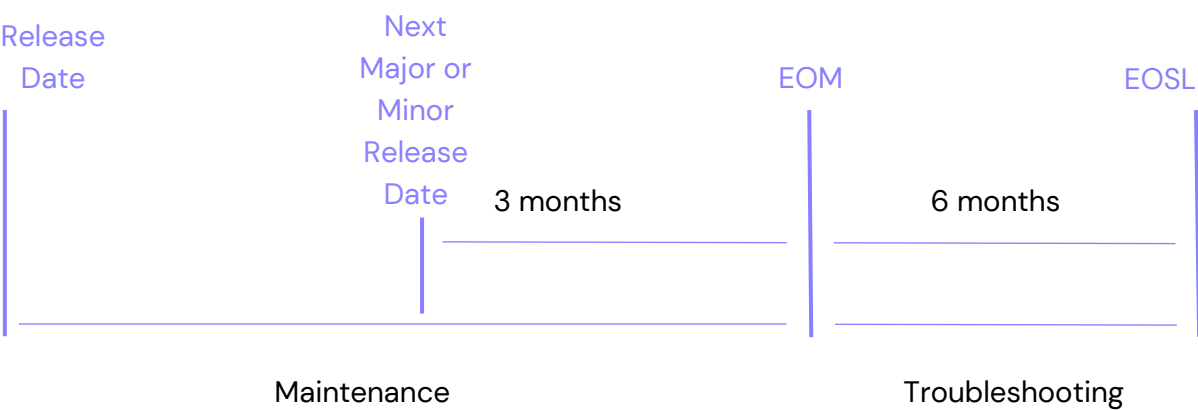 Release
Date
Next
Major or
Minor
Release
Date
EOM
EOSL
3 months
6 months
Maintenance
Troubleshooting